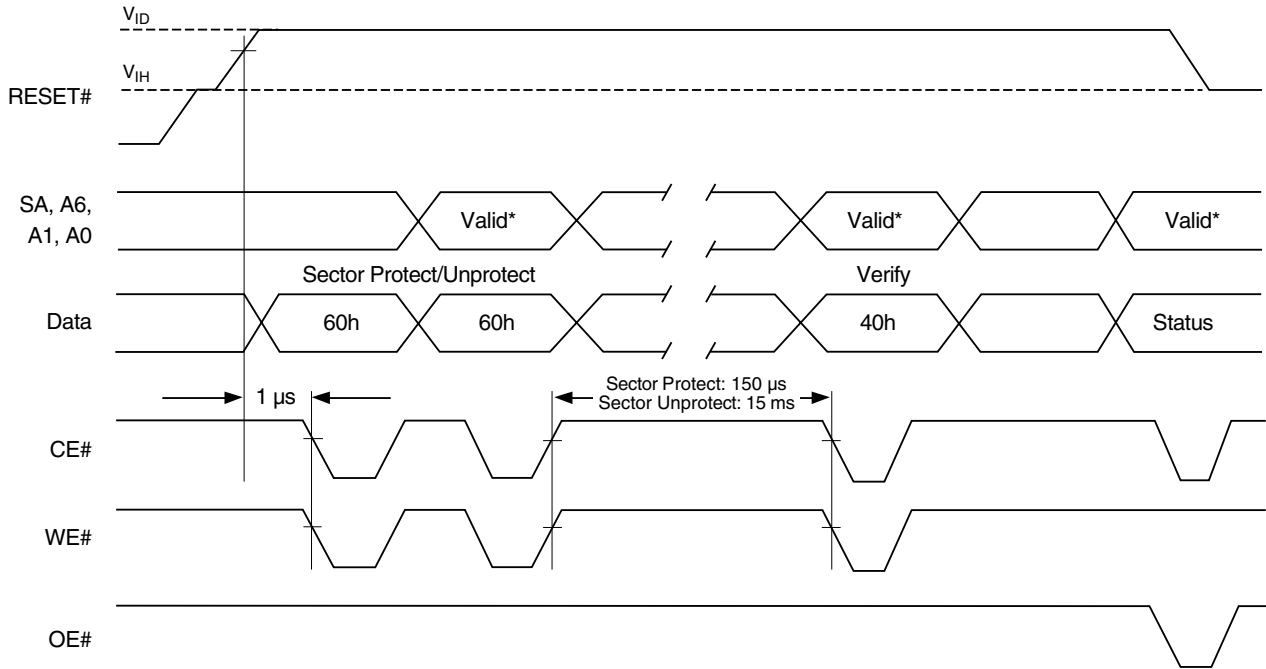 VID
VIH
RESET#
SA, A6,
A1, A0
Valid*
Valid*
Valid*
Sector Protect/Unprotect
Verify
Data
60h
60h
40h
Status
1 µs
Sector Protect: 150 µs
Sector Unprotect: 15 ms
CE#
WE#
OE#